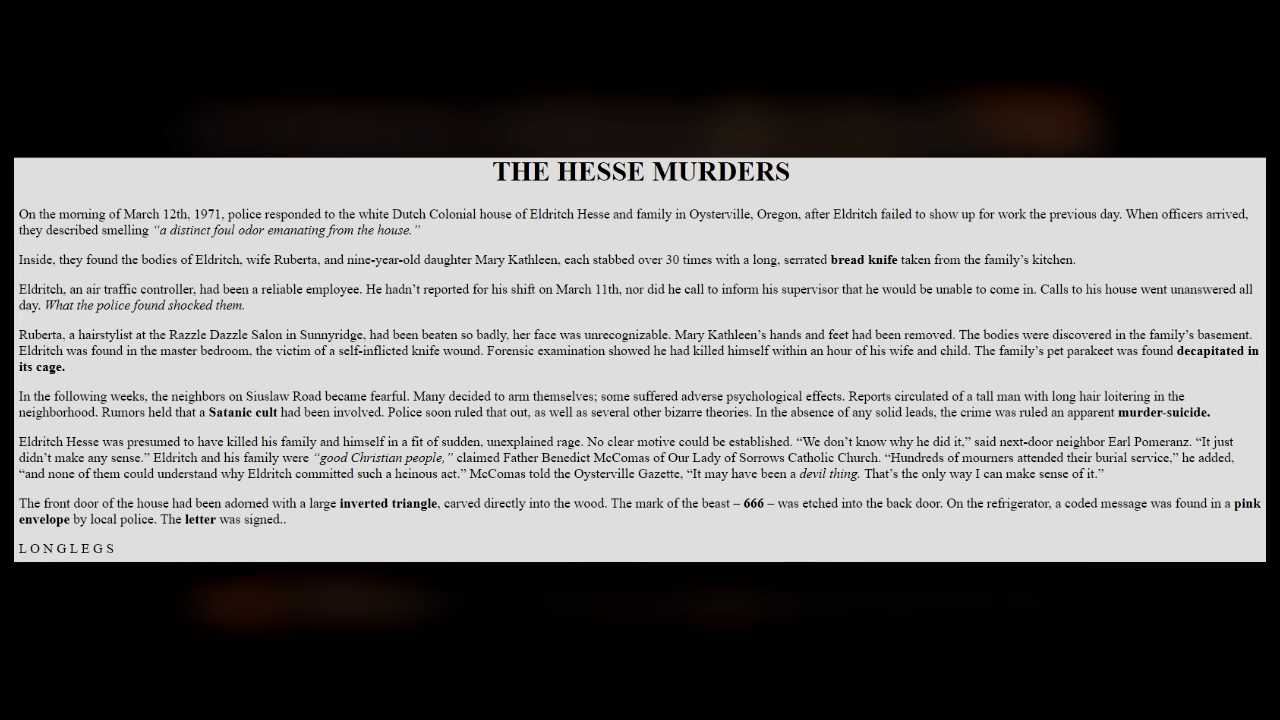 THE HESSE MURDERS
On the morning of March 12th, 1971, police responded to the white Dutch Colonial house of Eldritch Hesse and family in Oysterville, Oregon, after Eldritch failed to show up for work the previous day. When officers arrived,
they described smelling “a distinct foul odor emanating from the house.”
Inside, they found the bodies of Eldritch, wife Ruberta, and nine-year-old daughter Mary Kathleen, each stabbed over 30 times with a long, serrated bread knife taken from the family’s kitchen.
Eldritch, an air traffic controller, had been a reliable employee. He hadn’t reported for his shift on March 11th, nor did he call to inform his supervisor that he would be unable to come in. Calls to his house went unanswered all
day. What the police found shocked them.
Ruberta, a hairstylist at the Razzle Dazzle Salon in Sunnyridge, had been beaten so badly, her face was unrecognizable. Mary Kathleen’s hands and feet had been removed. The bodies were discovered in the family’s basement.
Eldritch was found in the master bedroom, the victim of a self-inflicted knife wound. Forensic examination showed he had killed himself within an hour of his wife and child. The family’s pet parakeet was found decapitated in
its cage.
In the following weeks, the neighbors on Siuslaw Road became fearful. Many decided to arm themselves; some suffered adverse psychological effects. Reports circulated of a tall man with long hair loitering in the
neighborhood. Rumors held that a Satanic cult had been involved. Police soon ruled that out, as well as several other bizarre theories. In the absence of any solid leads, the crime was ruled an apparent murder-suicide.
Eldritch Hesse was presumed to have killed his family and himself in a fit of sudden, unexplained rage. No clear motive could be established. “We don’t know why he did it,” said next-door neighbor Earl Pomeranz. “It just
didn’t make any sense.” Eldritch and his family were “good Christian people,” claimed Father Benedict McComas of Our Lady of Sorrows Catholic Church. “Hundreds of mourners attended their burial service,” he added,
“and none of them could understand why Eldritch committed such a heinous act.” McComas told the Oysterville Gazette, “It may have been a devil thing. That’s the only way I can make sense of it.”
The front door of the house had been adorned with a large inverted triangle, carved directly into the wood. The mark of the beast – 666 – was etched into the back door. On the refrigerator, a coded message was found in a pink
envelope by local police. The letter was signed..
L O N G L E G S